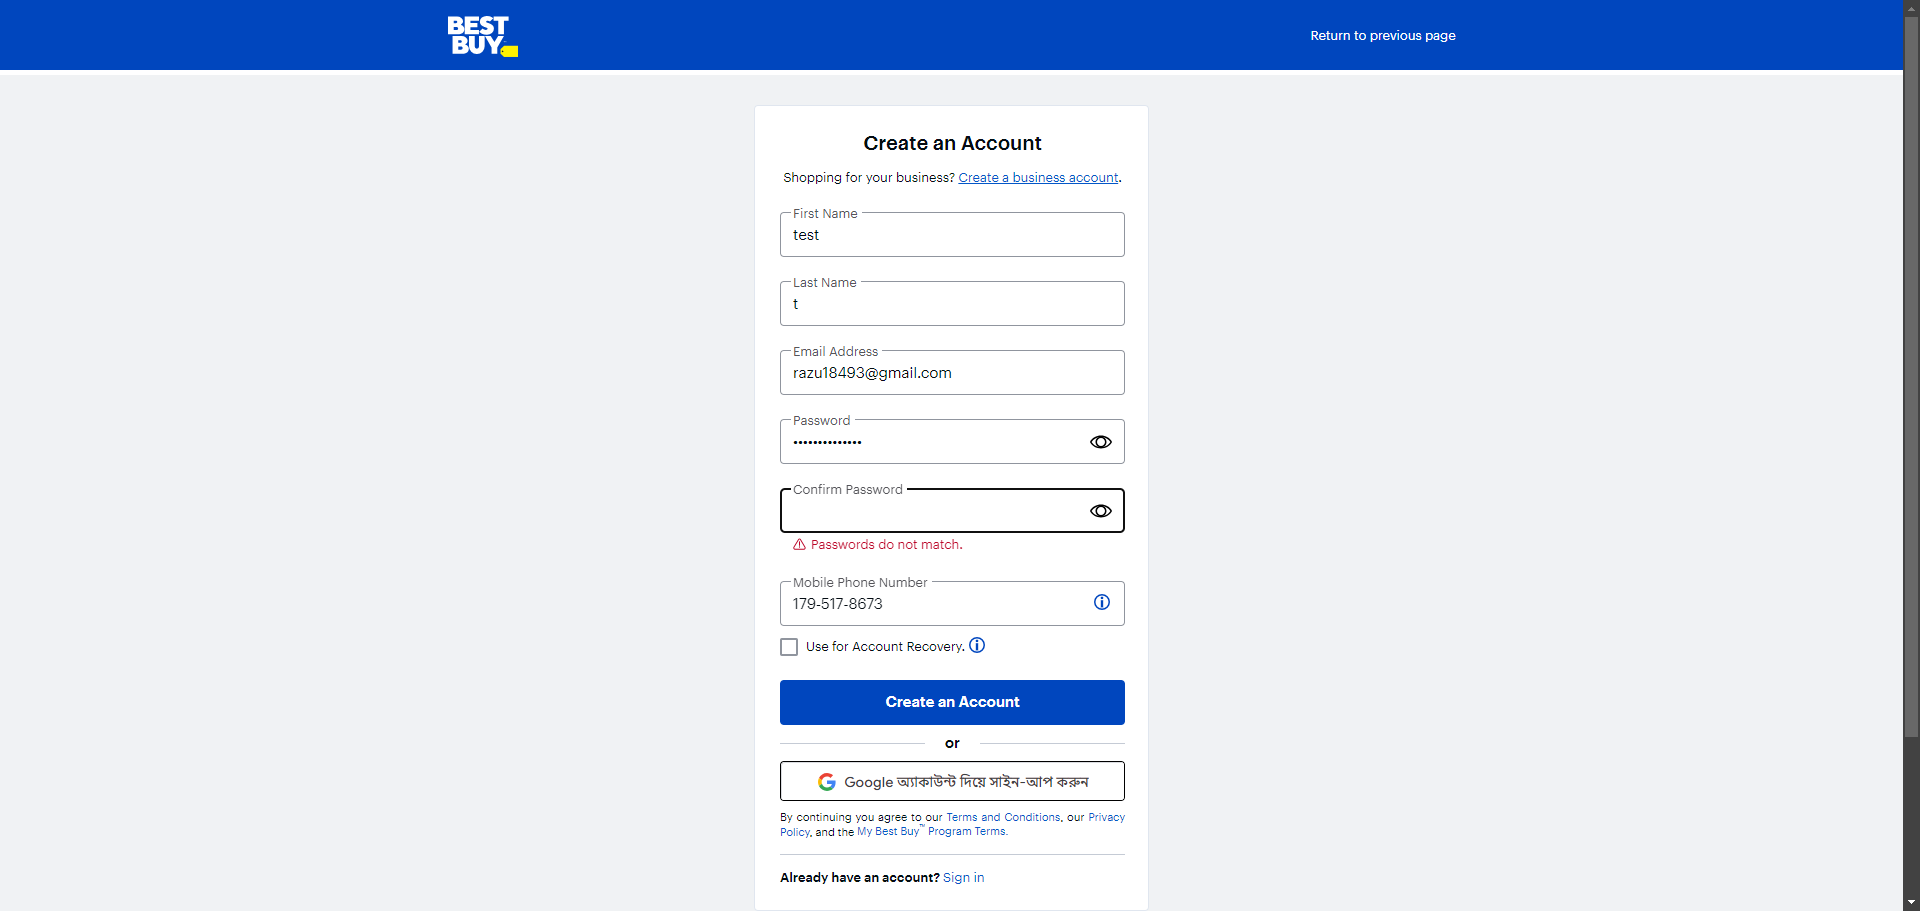 BEST
BUY
Return to previous page
Create an Account
Shopping for your business? Create a business account.
First Name
test
Last Name
t
Email Address
razu18493@gmail.com
Password
••••••••••••••
Confirm Password
Passwords do not match.
Mobile Phone Number
179-517-8673
Use for Account Recovery.
Create an Account
or
Google অ্যাকাউন্ট দিয়ে সাইন-আপ করুন
By continuing you agree to our Terms and Conditions, our Privacy
Policy, and the My Best Buy™ Program Terms.
Already have an account? Sign in